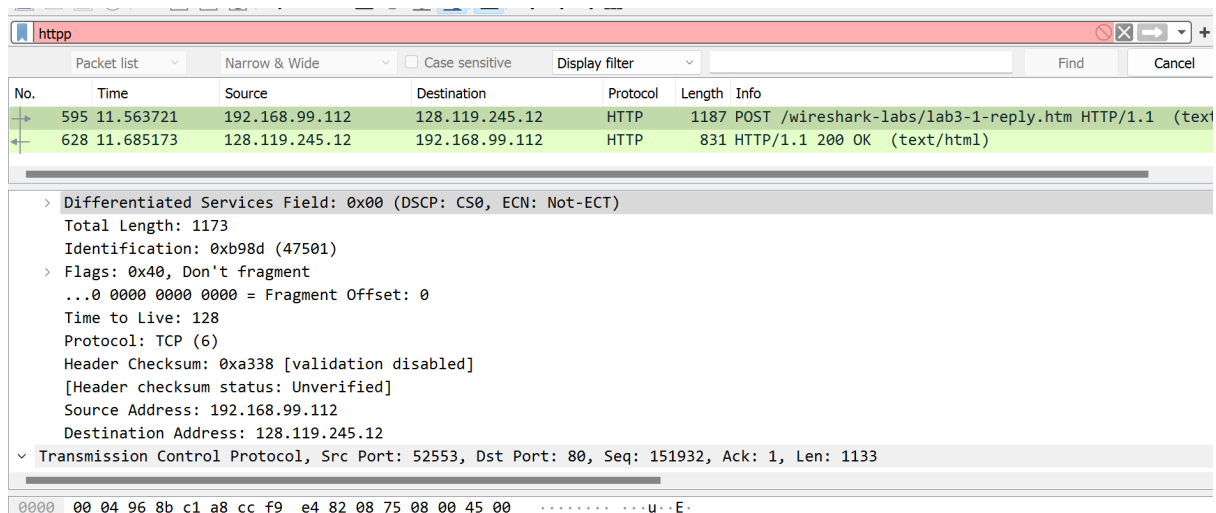 httpp
Packet list Narrow & Wide Case sensitive Display filter Find Cancel
No. Time Source Destination Protocol Length Info
595 11.563721 192.168.99.112 128.119.245.12 HTTP 1187 POST /wireshark-labs/lab3-1-reply.htm HTTP/1.1 (text
628 11.685173 128.119.245.12 192.168.99.112 HTTP 831 HTTP/1.1 200 OK (text/html)
> Differentiated Services Field: 0x00 (DSCP: CS0, ECN: Not-ECT)
Total Length: 1173
Identification: 0xb98d (47501)
> Flags: 0x40, Don't fragment
...0 0000 0000 0000 = Fragment Offset: 0
Time to Live: 128
Protocol: TCP (6)
Header Checksum: 0xa338 [validation disabled]
[Header checksum status: Unverified]
Source Address: 192.168.99.112
Destination Address: 128.119.245.12
Transmission Control Protocol, Src Port: 52553, Dst Port: 80, Seq: 151932, Ack: 1, Len: 1133
0000 00 04 96 8b c1 a8 cc f9 e4 82 08 75 08 00 45 00 ········ ···u··E·